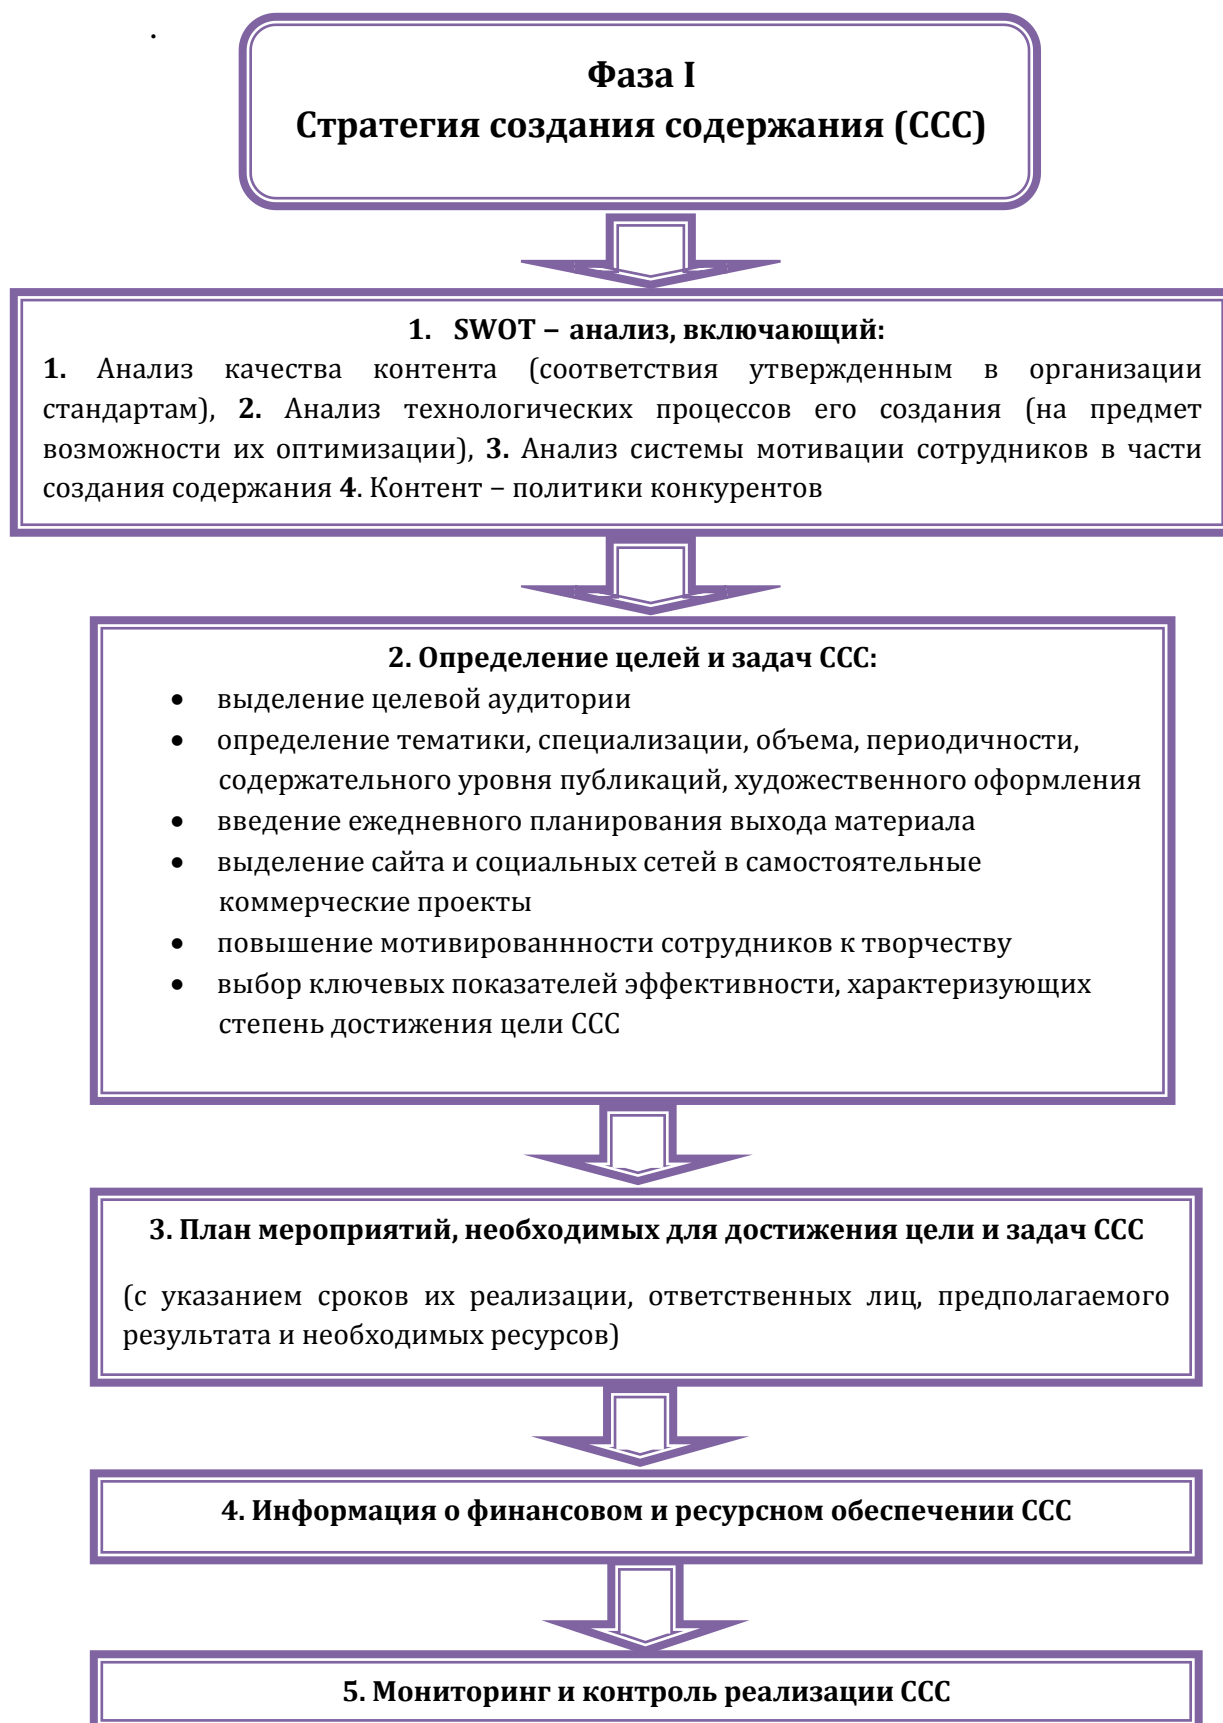 .
Фаза I
Стратегия создания содержания (ССС)
1. SWOT – анализ, включающий:
1. Анализ качества контента (соответствия утвержденным в организации
стандартам), 2. Анализ технологических процессов его создания (на предмет
возможности их оптимизации), 3. Анализ системы мотивации сотрудников в части
создания содержания 4. Контент – политики конкурентов
2. Определение целей и задач ССС:
• выделение целевой аудитории
• определение тематики, специализации, объема, периодичности,
содержательного уровня публикаций, художественного оформления
• введение ежедневного планирования выхода материала
• выделение сайта и социальных сетей в самостоятельные
коммерческие проекты
• повышение мотивированнности сотрудников к творчеству
• выбор ключевых показателей эффективности, характеризующих
степень достижения цели ССС
3. План мероприятий, необходимых для достижения цели и задач ССС
(с указанием сроков их реализации, ответственных лиц, предполагаемого
результата и необходимых ресурсов)
4. Информация о финансовом и ресурсном обеспечении ССС
5. Мониторинг и контроль реализации ССС